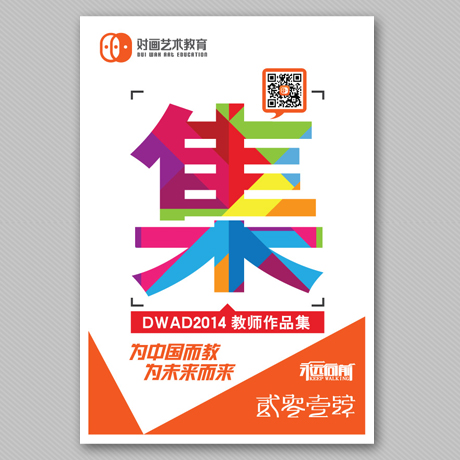 对画艺术教育
DUI WAH ART EDUCATION
集
DWAD2014 教师作品集
为中国而教
为未来而来
永远向前
KEEP WALKING
贰零壹肆